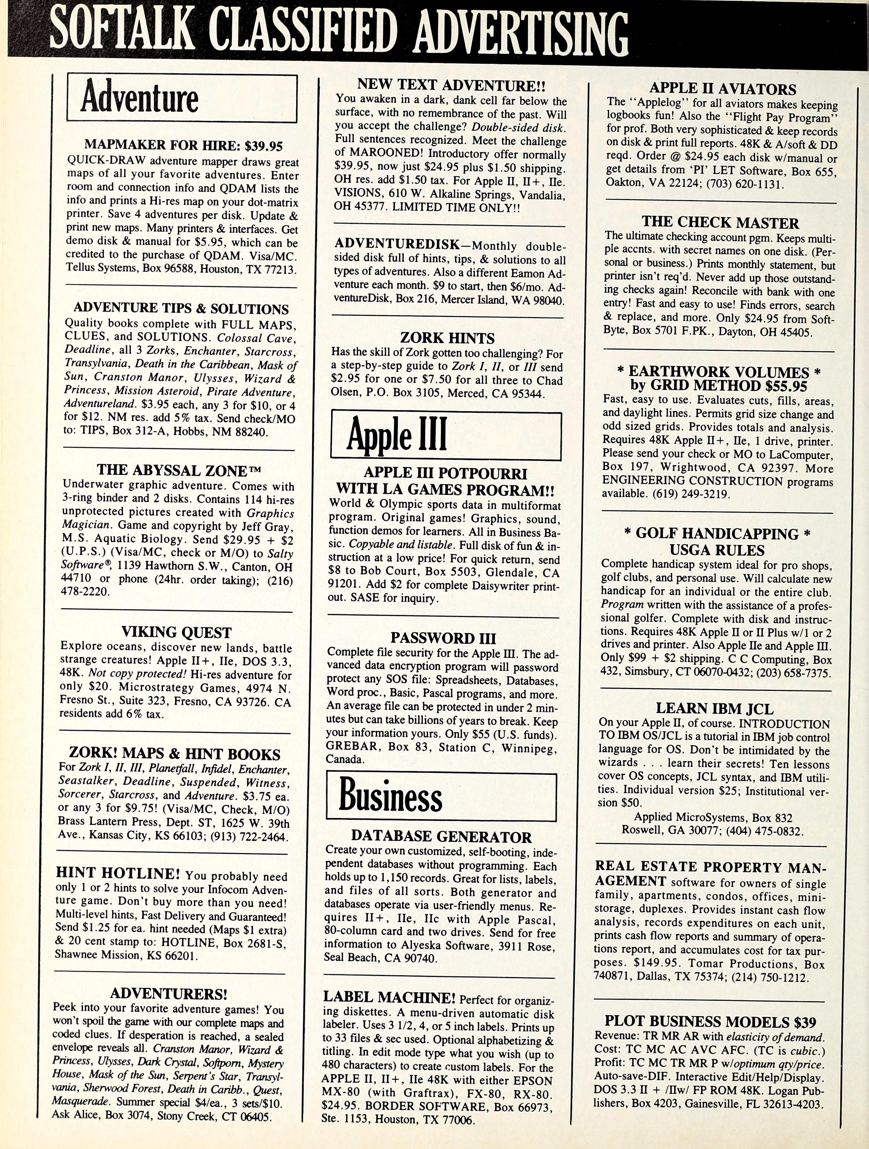 SOFTALK CLASSIFIED ADVERTISING
Adventure
MAPMAKER FOR HIRE: $39.95
QUICK-DRAW adventure mapper draws great
maps of all your favorite adventures. Enter
room and connection info and QDAM lists the
info and prints a Hi-res map on your dot-matrix
printer. Save 4 adventures per disk. Update &
print new maps. Many printers & interfaces. Get
demo disk & manual for $5.95, which can be
credited to the purchase of QDAM. Visa/MC.
Tellus Systems, Box 96588, Houston, TX 77213.
ADVENTURE TIPS & SOLUTIONS
Quality books complete with FULL MAPS,
CLUES, and SOLUTIONS. Colossal Cave,
Deadline, all 3 Zorks, Enchanter, Starcross,
Transylvania, Death in the Caribbean, Mask of
Sun, Cranston Manor, Ulysses, Wizard &
Princess, Mission Asteroid, Pirate Adventure,
Adventureland. $3.95 each, any 3 for $10, or 4
for $12. NM res. add 5% tax. Send check/MO
to: TIPS, Box 312-A, Hobbs, NM 88240.
THE ABYSSAL ZONE™
Underwater graphic adventure. Comes with
3-ring binder and 2 disks. Contains 114 hi-res
unprotected pictures created with Graphics
Magician. Game and copyright by Jeff Gray,
M.S. Aquatic Biology. Send $29.95 + $2
(U.P.S.) (Visa/MC, check or M/O) to Salty
Software®, 1139 Hawthorn S.W., Canton, OH
44710 or phone (24hr. order taking); (216)
478-2220.
VIKING QUEST
Explore oceans, discover new lands, battle
strange creatures! Apple II+, IIe, DOS 3.3,
48K. Not copy protected! Hi-res adventure for
only $20. Microstrategy Games, 4974 N.
Fresno St., Suite 323, Fresno, CA 93726. CA
residents add 6% tax.
ZORK! MAPS & HINT BOOKS
For Zork I, II, III, Planetfall, Infidel, Enchanter,
Seastalker, Deadline, Suspended, Witness,
Sorcerer, Starcross, and Adventure. $3.75 ea.
or any 3 for $9.75! (Visa/MC, Check, M/O)
Brass Lantern Press, Dept. ST, 1625 W. 39th
Ave., Kansas City, KS 66103; (913) 722-2464.
HINT HOTLINE! You probably need
only 1 or 2 hints to solve your Infocom Adven-
ture game. Don't buy more than you need!
Multi-level hints, Fast Delivery and Guaranteed!
Send $1.25 for ea. hint needed (Maps $1 extra)
& 20 cent stamp to: HOTLINE, Box 2681-S,
Shawnee Mission, KS 66201.
ADVENTURERS!
Peek into your favorite adventure games! You
won't spoil the game with our complete maps and
coded clues. If desperation is reached, a sealed
envelope reveals all. Cranston Manor, Wizard &
Princess, Ulysses, Dark Crystal, Softporn, Mystery
House, Mask of the Sun, Serpent's Star, Transyl-
vania, Sherwood Forest, Death in Caribb., Quest,
Masquerade. Summer special $4/ea., 3 sets/$10.
Ask Alice, Box 3074, Stony Creek, CT 06405.
NEW TEXT ADVENTURE!!
You awaken in a dark, dank cell far below the
surface, with no remembrance of the past. Will
you accept the challenge? Double-sided disk.
Full sentences recognized. Meet the challenge
of MAROONED! Introductory offer normally
$39.95, now just $24.95 plus $1.50 shipping.
OH res. add $1.50 tax. For Apple II, II+, IIe.
VISIONS, 610 W. Alkaline Springs, Vandalia,
OH 45377. LIMITED TIME ONLY!!
ADVENTUREDISK—Monthly double-
sided disk full of hints, tips, & solutions to all
types of adventures. Also a different Eamon Ad-
venture each month. $9 to start, then $6/mo. Ad-
ventureDisk, Box 216, Mercer Island, WA 98040.
ZORK HINTS
Has the skill of Zork gotten too challenging? For
a step-by-step guide to Zork I, II, or III send
$2.95 for one or $7.50 for all three to Chad
Olsen, P.O. Box 3105, Merced, CA 95344.
Apple III
APPLE III POTPOURRI
WITH LA GAMES PROGRAM!!
World & Olympic sports data in multiformat
program. Original games! Graphics, sound,
function demos for learners. All in Business Ba-
sic. Copyable and listable. Full disk of fun & in-
struction at a low price! For quick return, send
$8 to Bob Court, Box 5503, Glendale, CA
91201. Add $2 for complete Daisywriter print-
out. SASE for inquiry.
PASSWORD III
Complete file security for the Apple III. The ad-
vanced data encryption program will password
protect any SOS file: Spreadsheets, Databases,
Word proc., Basic, Pascal programs, and more.
An average file can be protected in under 2 min-
utes but can take billions of years to break. Keep
your information yours. Only $55 (U.S. funds).
GREBAR, Box 83, Station C, Winnipeg,
Canada.
Business
DATABASE GENERATOR
Create your own customized, self-booting, inde-
pendent databases without programming. Each
holds up to 1,150 records. Great for lists, labels,
and files of all sorts. Both generator and
databases operate via user-friendly menus. Re-
quires II+, IIe, IIc with Apple Pascal,
80-column card and two drives. Send for free
information to Alyeska Software, 3911 Rose,
Seal Beach, CA 90740.
LABEL MACHINE! Perfect for organiz-
ing diskettes. A menu-driven automatic disk
labeler. Uses 3 1/2, 4, or 5 inch labels. Prints up
to 33 files & sec used. Optional alphabetizing &
titling. In edit mode type what you wish (up to
480 characters) to create custom labels. For the
APPLE II, II+, IIe 48K with either EPSON
MX-80 (with Graftrax), FX-80, RX-80.
$24.95. BORDER SOFTWARE, Box 66973,
Ste. 1153, Houston, TX 77006.
APPLE II AVIATORS
The "Applelog" for all aviators makes keeping
logbooks fun! Also the "Flight Pay Program"
for prof. Both very sophisticated & keep records
on disk & print full reports. 48K & A/soft & DD
reqd. Order @ $24.95 each disk w/manual or
get details from 'PI' LET Software, Box 655,
Oakton, VA 22124; (703) 620-1131.
THE CHECK MASTER
The ultimate checking account pgm. Keeps multi-
ple accnts. with secret names on one disk. (Per-
sonal or business.) Prints monthly statement, but
printer isn't req'd. Never add up those outstand-
ing checks again! Reconcile with bank with one
entry! Fast and easy to use! Finds errors, search
& replace, and more. Only $24.95 from Soft-
Byte, Box 5701 F.PK., Dayton, OH 45405.
* EARTHWORK VOLUMES *
by GRID METHOD $55.95
Fast, easy to use. Evaluates cuts, fills, areas,
and daylight lines. Permits grid size change and
odd sized grids. Provides totals and analysis.
Requires 48K Apple II+, IIe, 1 drive, printer.
Please send your check or MO to LaComputer,
Box 197, Wrightwood, CA 92397. More
ENGINEERING CONSTRUCTION programs
available. (619) 249-3219.
* GOLF HANDICAPPING *
USGA RULES
Complete handicap system ideal for pro shops,
golf clubs, and personal use. Will calculate new
handicap for an individual or the entire club.
Program written with the assistance of a profes-
sional golfer. Complete with disk and instruc-
tions. Requires 48K Apple II or II Plus w/1 or 2
drives and printer. Also Apple IIe and Apple III.
Only $99 + $2 shipping. C C Computing, Box
432, Simsbury, CT 06070-0432; (203) 658-7375.
LEARN IBM JCL
On your Apple II, of course. INTRODUCTION
TO IBM OS/JCL is a tutorial in IBM job control
language for OS. Don't be intimidated by the
wizards . . . learn their secrets! Ten lessons
cover OS concepts, JCL syntax, and IBM utili-
ties. Individual version $25; Institutional ver-
sion $50.
Applied MicroSystems, Box 832
Roswell, GA 30077; (404) 475-0832.
REAL ESTATE PROPERTY MAN-
AGEMENT software for owners of single
family, apartments, condos, offices, mini-
storage, duplexes. Provides instant cash flow
analysis, records expenditures on each unit,
prints cash flow reports and summary of opera-
tions report, and accumulates cost for tax pur-
poses. $149.95. Tomar Productions, Box
740871, Dallas, TX 75374; (214) 750-1212.
PLOT BUSINESS MODELS $39
Revenue: TR MR AR with elasticity of demand.
Cost: TC MC AC AVC AFC. (TC is cubic.)
Profit: TC MC TR MR P w/optimum qty/price.
Auto-save-DIF. Interactive Edit/Help/Display.
DOS 3.3 II + /IIw/ FP ROM 48K. Logan Pub-
lishers, Box 4203, Gainesville, FL 32613-4203.